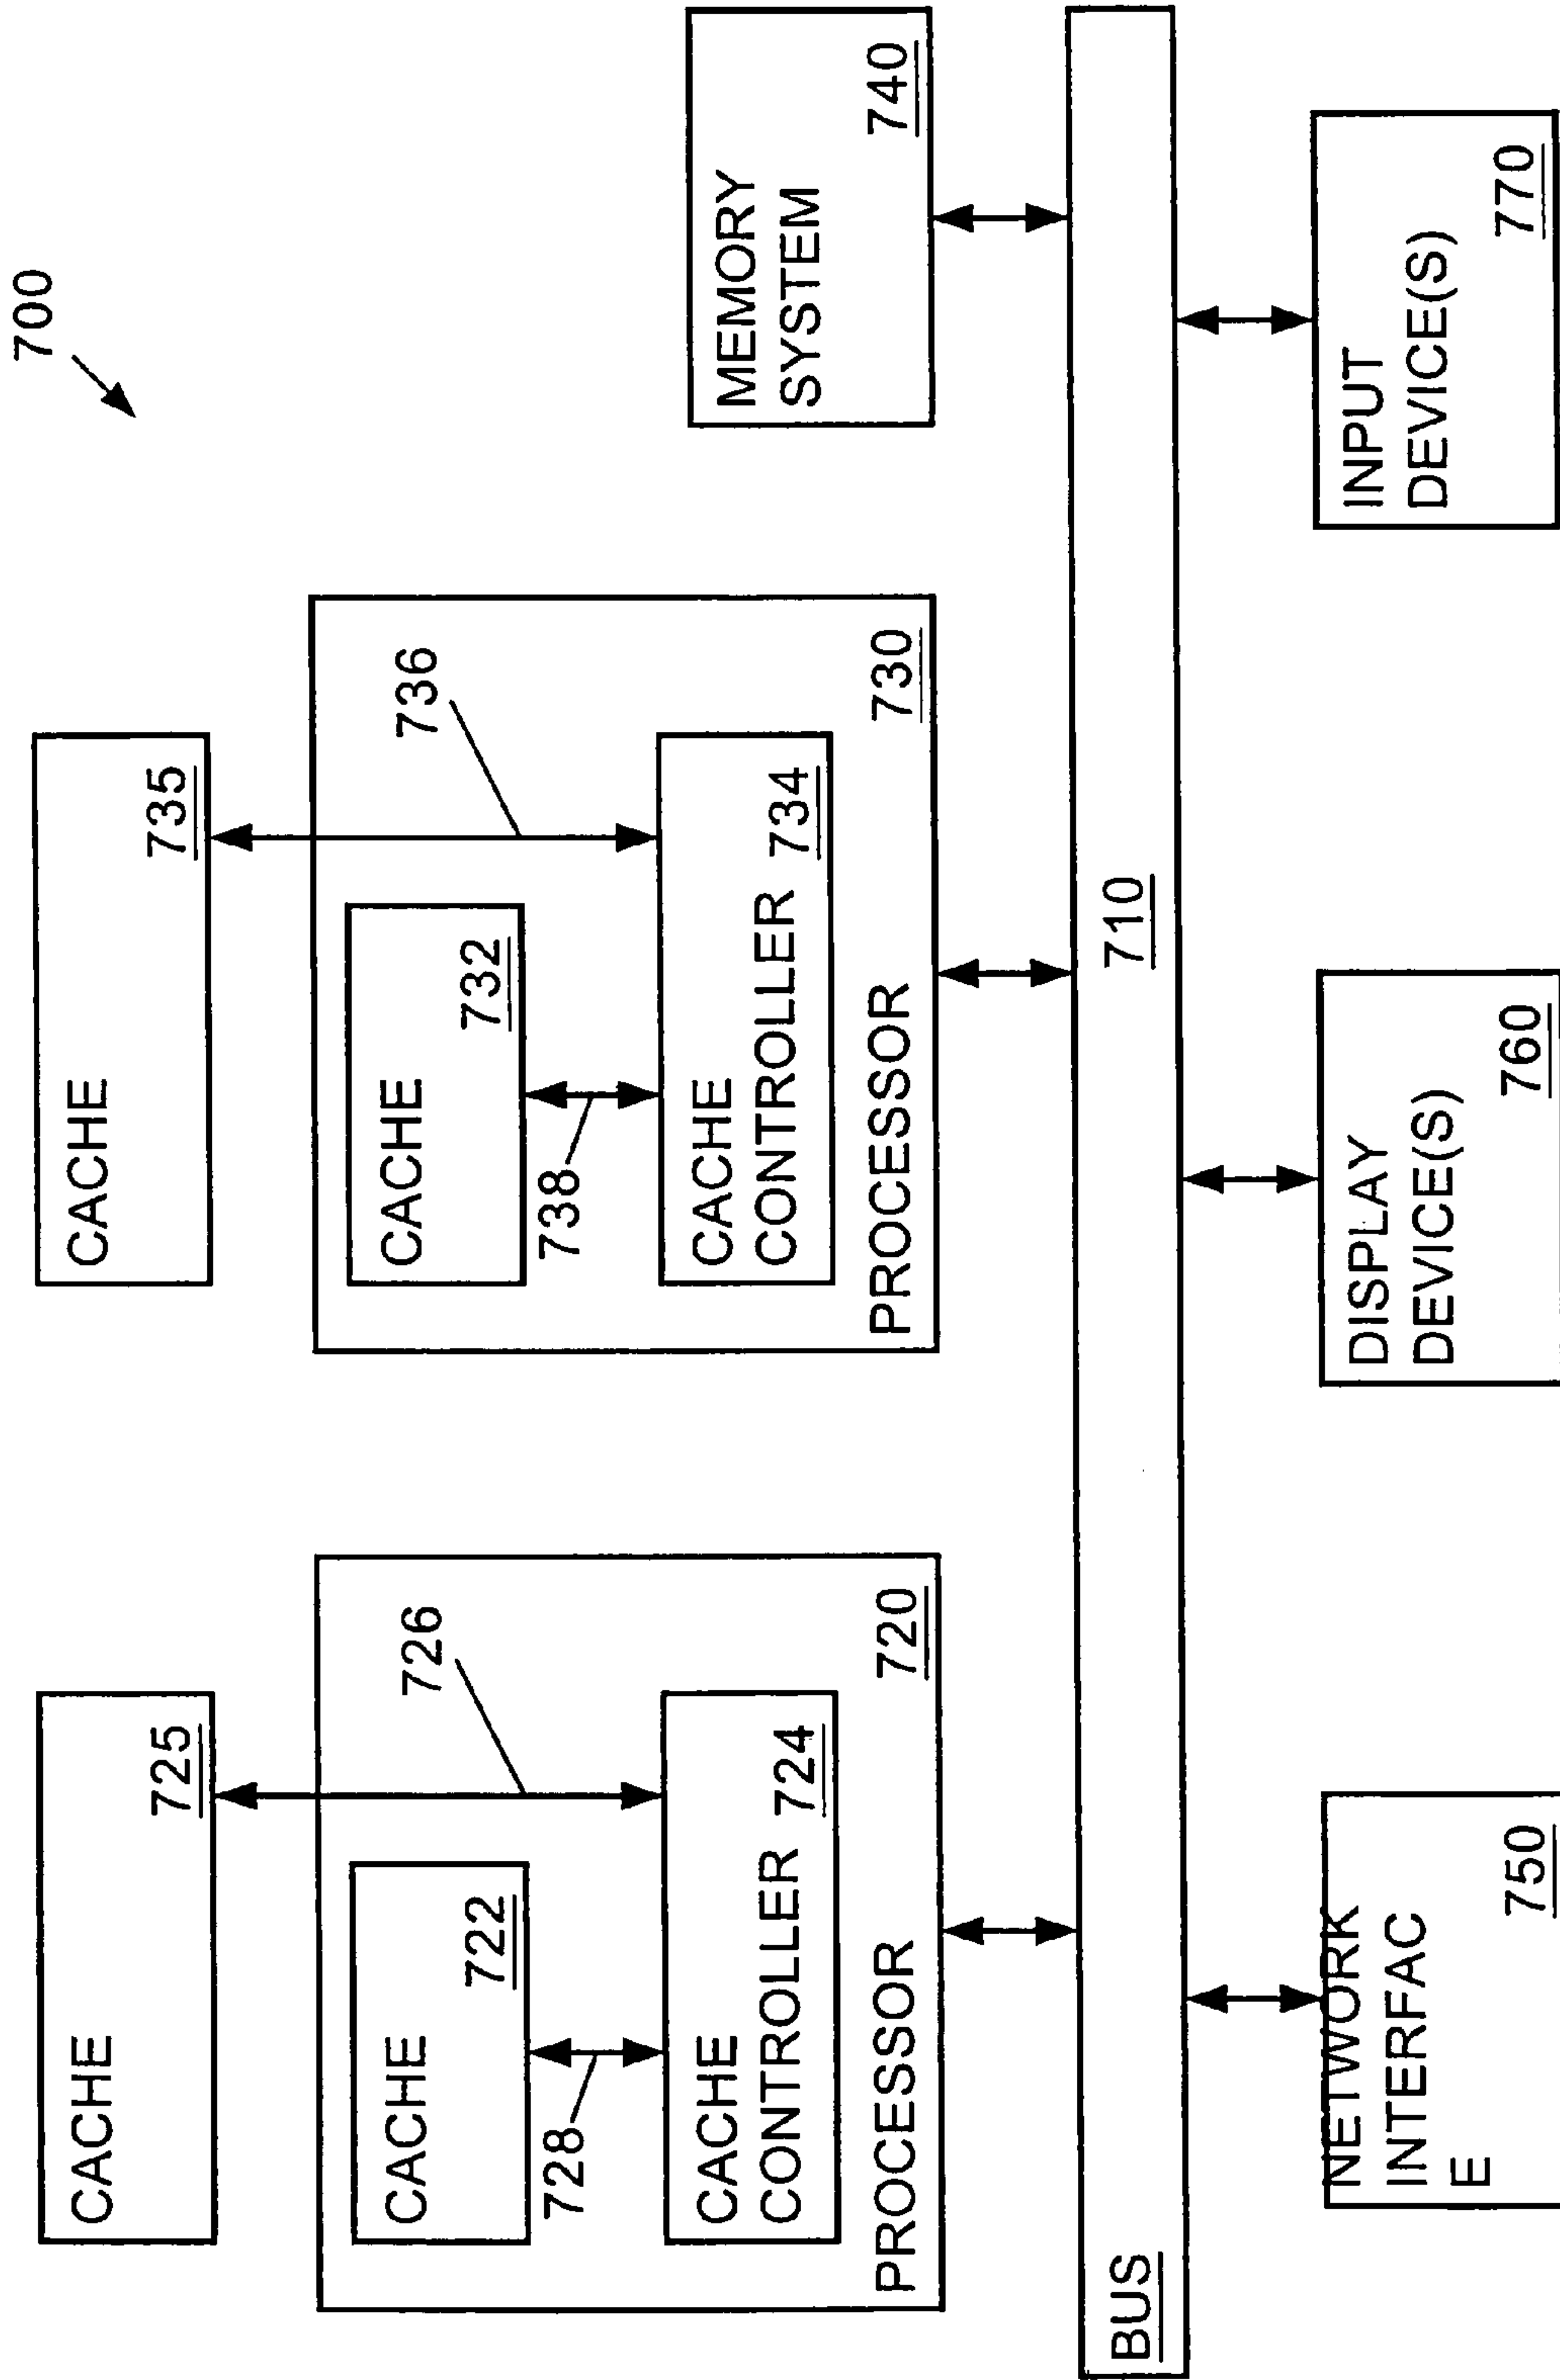 700
CACHE
725
CACHE
735
CACHE
722
726
728
CACHE
CONTROLLER 724
PROCESSOR
720
CACHE
732
736
738
CACHE
CONTROLLER 734
PROCESSOR
730
MEMORY
SYSTEM
740
BUS
710
NETWORK
INTERFAC
E
750
DISPLAY
DEVICE(S)
760
INPUT
DEVICE(S)
770